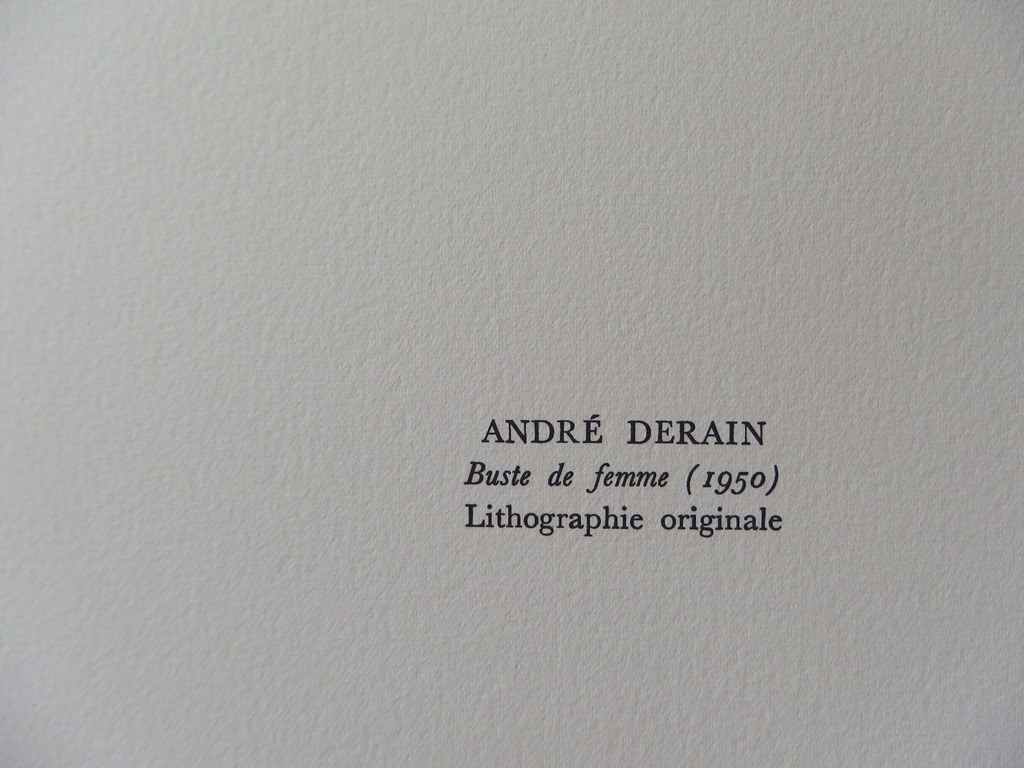 ANDRÉ DERAIN
Buste de femme (1950)
Lithographie originale